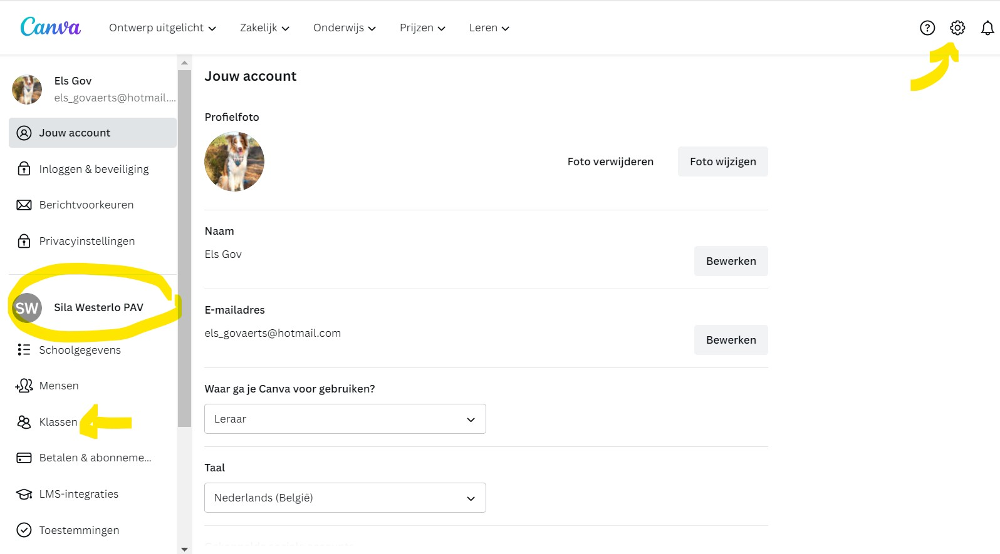 Canva
Ontwerp uitgelicht
Zakelijk
Onderwijs
Prijzen
Leren
Els Gov
els_govaerts@hotmail....
Jouw account
Inloggen & beveiliging
Berichtvoorkeuren
Privacyinstellingen
SW
Sila Westerlo PAV
Schoolgegevens
Mensen
Klassen
Betalen & abonneme...
LMS-integraties
Toestemmingen
Jouw account
Profielfoto
Foto verwijderen
Foto wijzigen
Naam
Els Gov
Bewerken
E-mailadres
els_govaerts@hotmail.com
Bewerken
Waar ga je Canva voor gebruiken?
Leraar
Taal
Nederlands (België)